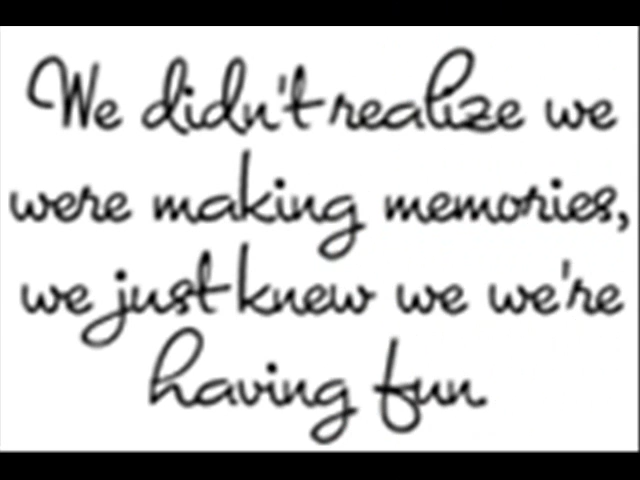 We didn't realize we
were making memories,
we just knew we we're
having fun.